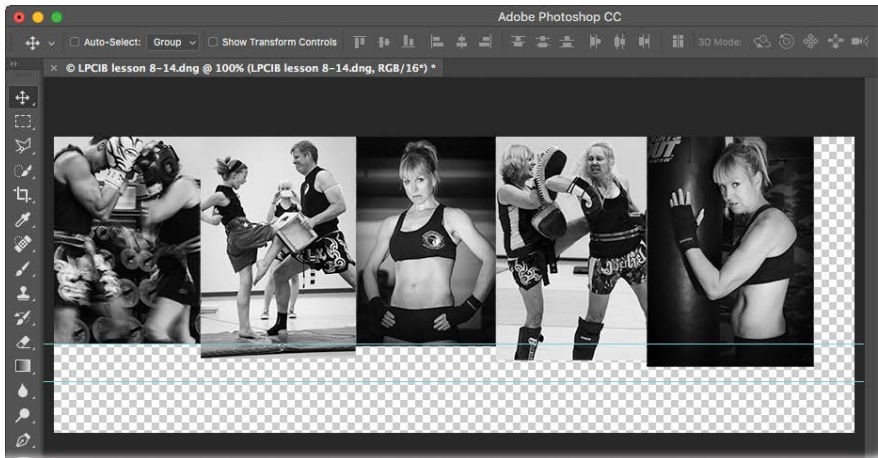 Adobe Photoshop CC
Auto-Select: Group Show Transform Controls 3D Mode:
× © LPCIB lesson 8-14.dng @ 100% (LPCIB lesson 8-14.dng, RGB/16*) *